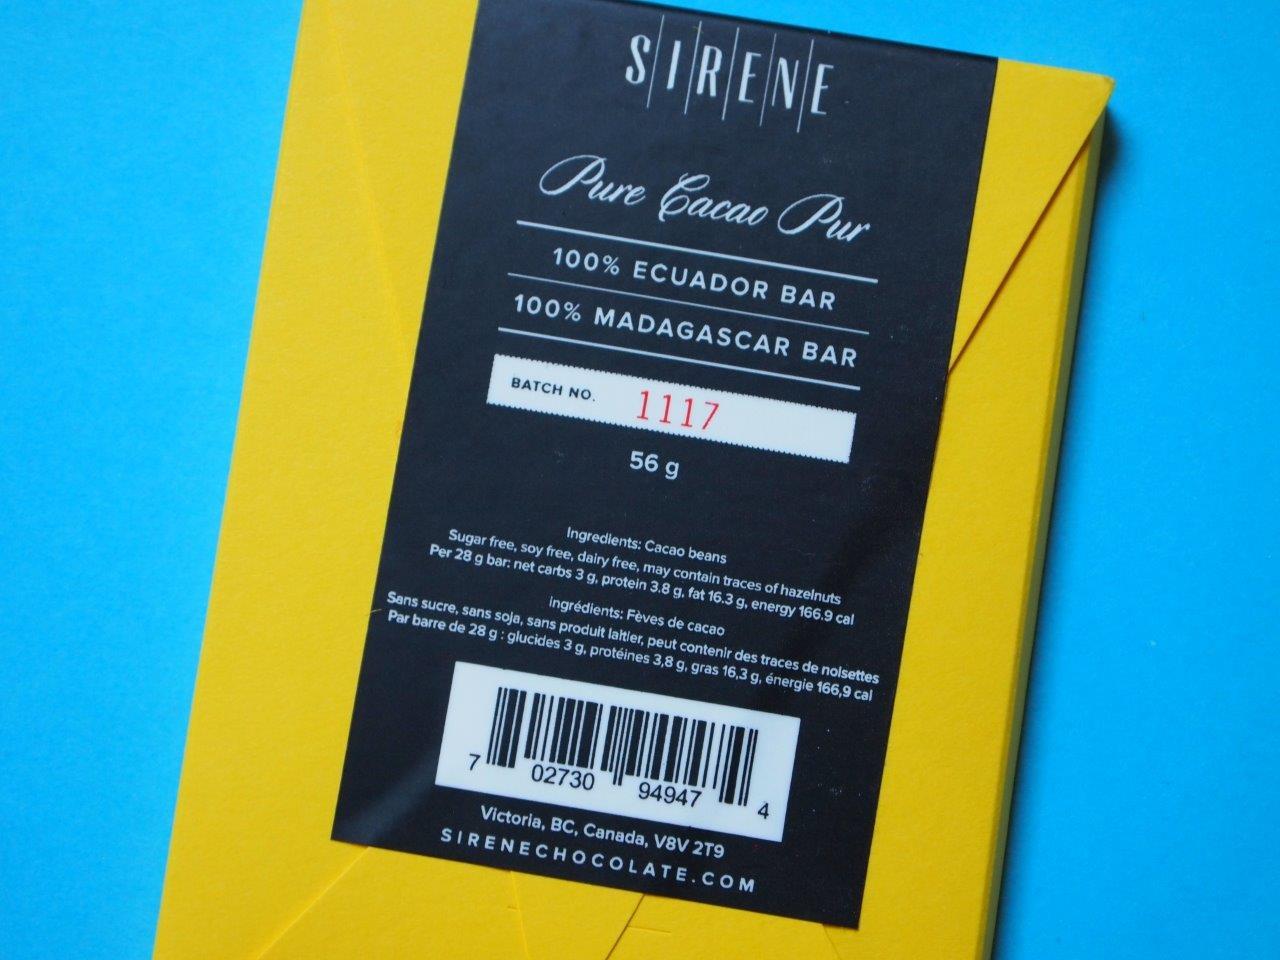 SIRENE
Pure Cacao Pur
100% ECUADOR BAR
100% MADAGASCAR BAR
BATCH NO. 1117
56 g
Ingredients: Cacao beans
Sugar free, soy free, dairy free, may contain traces of hazelnuts
Per 28 g bar: net carbs 3 g, protein 3.8 g, fat 16.3 g, energy 166.9 cal
ingrédients: Fèves de cacao
Sans sucre, sans soja, sans produit laitier, peut contenir des traces de noisettes
Par barre de 28 g : glucides 3 g, protéines 3,8 g, gras 16,3 g, énergie 166,9 cal
7 02730 94947 4
Victoria, BC, Canada, V8V 2T9
SIRENECHOCOLATE.COM